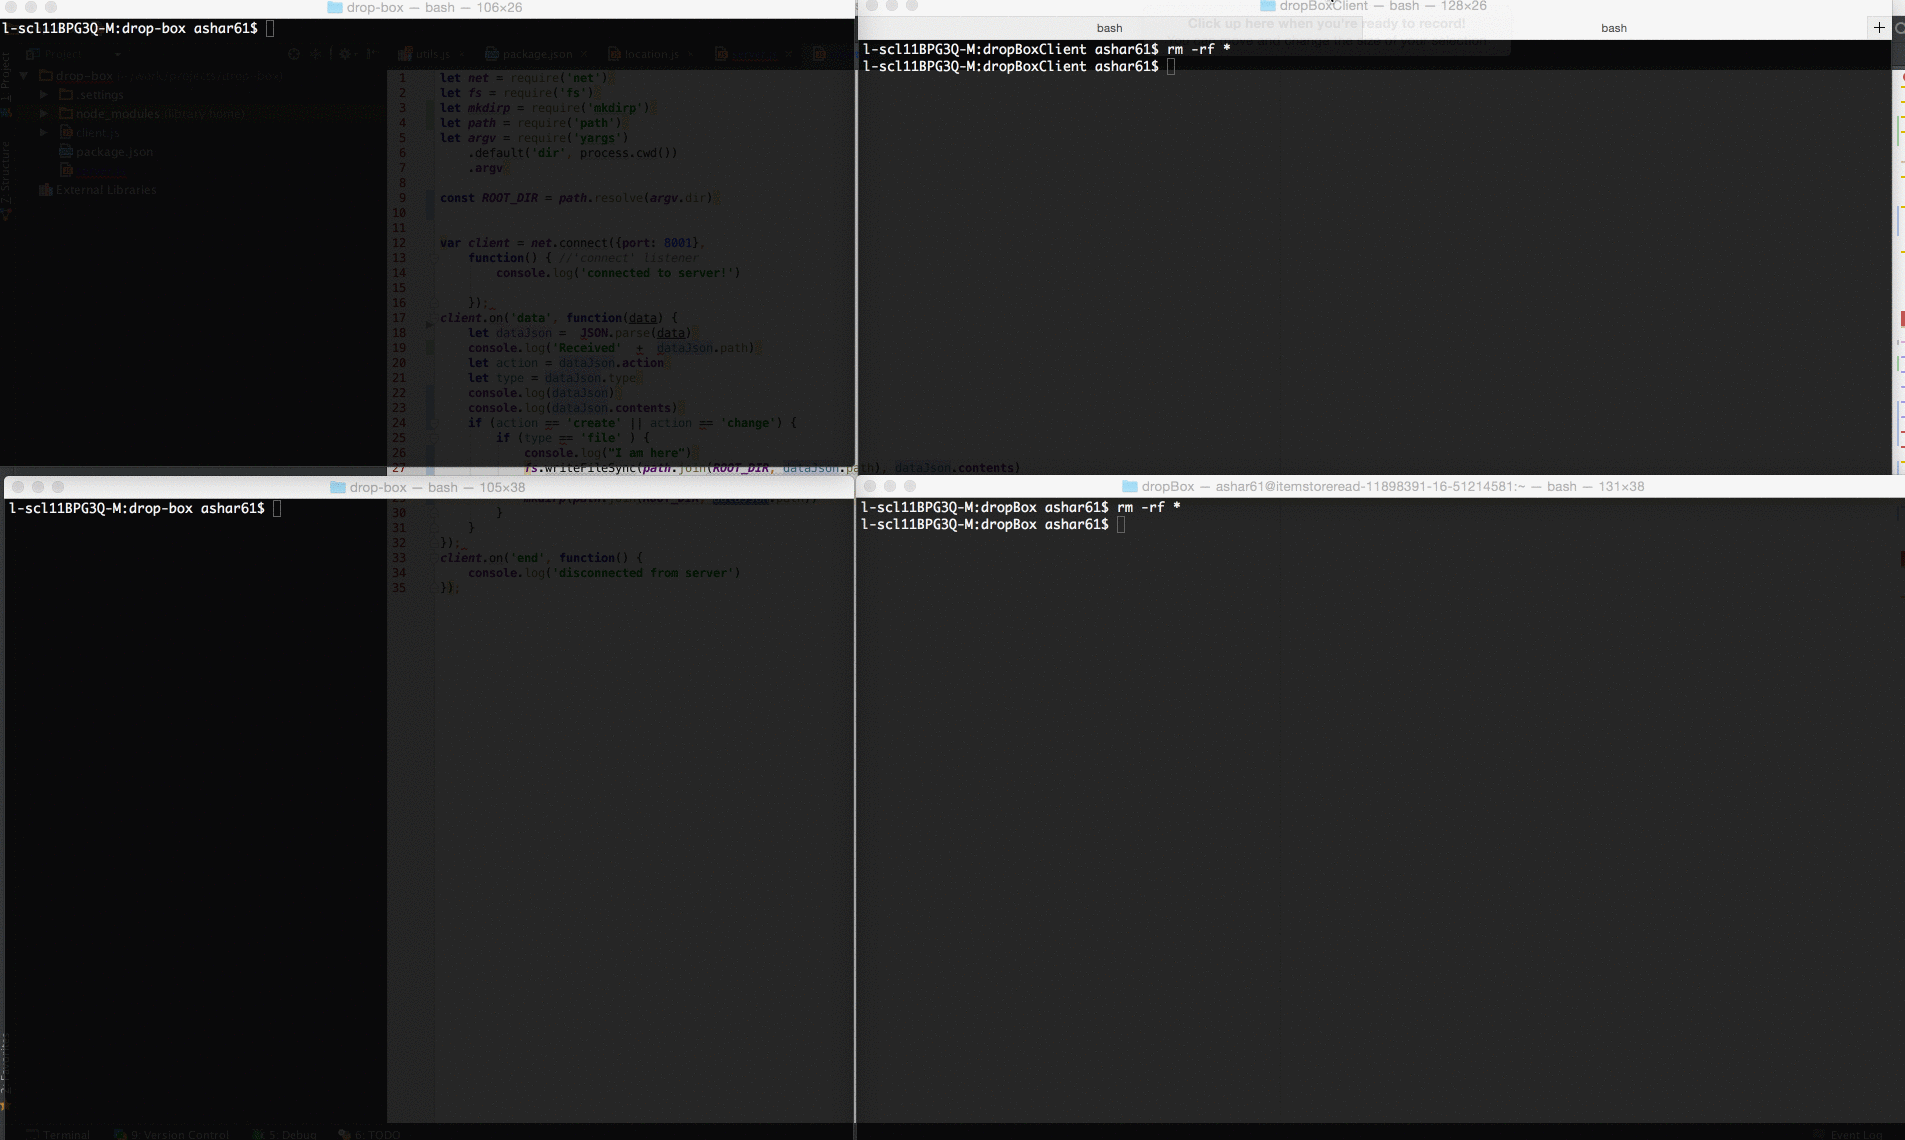 drop-box — bash — 106×26
l-scl11BPG3Q-M:drop-box ashar61$
Project
drop-box
.settings
node_modules (library home)
client.js
package.json
External Libraries
1: Project
Z: Structure
utils.js
package.json
location.js
1 let net = require('net')
2 let fs = require('fs')
3 let mkdirp = require('mkdirp')
4 let path = require('path')
5 let argv = require('yargs')
6 .default('dir', process.cwd())
7 .argv
8
9 const ROOT_DIR = path.resolve(argv.dir)
10
11
12 var client = net.connect({port: 8001},
13 function() { //'connect' listener
14 console.log('connected to server!')
15
16 });
17 client.on('data', function(data) {
18 let dataJson = JSON.parse(data)
19 console.log('Received' + dataJson.path)
20 let action = dataJson.action
21 let type = dataJson.type
22 console.log(dataJson)
23 console.log(dataJson.contents)
24 if (action == 'create' || action == 'change') {
25 if (type == 'file' ) {
26 console.log("I am here")
27 fs.writeFileSync(path.join(ROOT_DIR, dataJson.path), dataJson.contents)
dropBoxClient — bash — 128×26
Click up here when you're ready to record!
and change the size of your selection
bash
bash
+
l-scl11BPG3Q-M:dropBoxClient ashar61$ rm -rf *
l-scl11BPG3Q-M:dropBoxClient ashar61$
drop-box — bash — 105×38
l-scl11BPG3Q-M:drop-box ashar61$
30 }
31 }
32 });
33 client.on('end', function() {
34 console.log('disconnected from server')
35 });
dropBox — ashar61@itemstoreread-11898391-16-51214581:~ — bash — 131×38
l-scl11BPG3Q-M:dropBox ashar61$ rm -rf *
l-scl11BPG3Q-M:dropBox ashar61$
Terminal
9: Version Control
5: Debug
6: TODO
Event Log